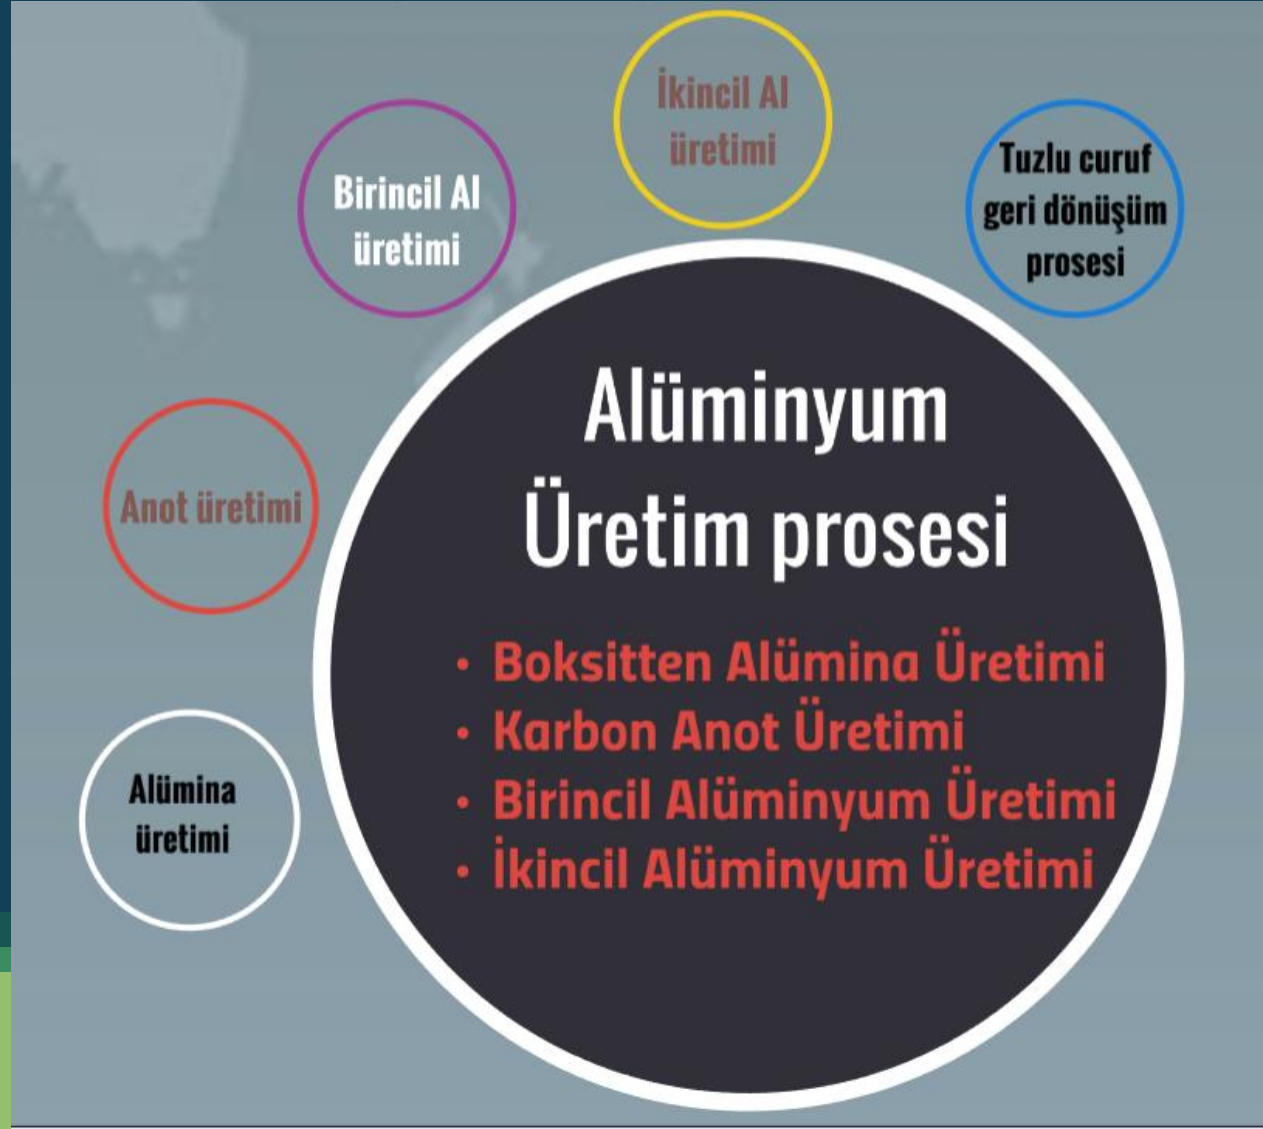 İkincil Al
üretimi
Birincil Al
üretimi
Tuzlu curuf
geri dönüşüm
prosesi
Anot üretimi
Alümina
üretimi
Alüminyum
Üretim prosesi
• Boksitten Alümina Üretimi
• Karbon Anot Üretimi
• Birincil Alüminyum Üretimi
• İkincil Alüminyum Üretimi